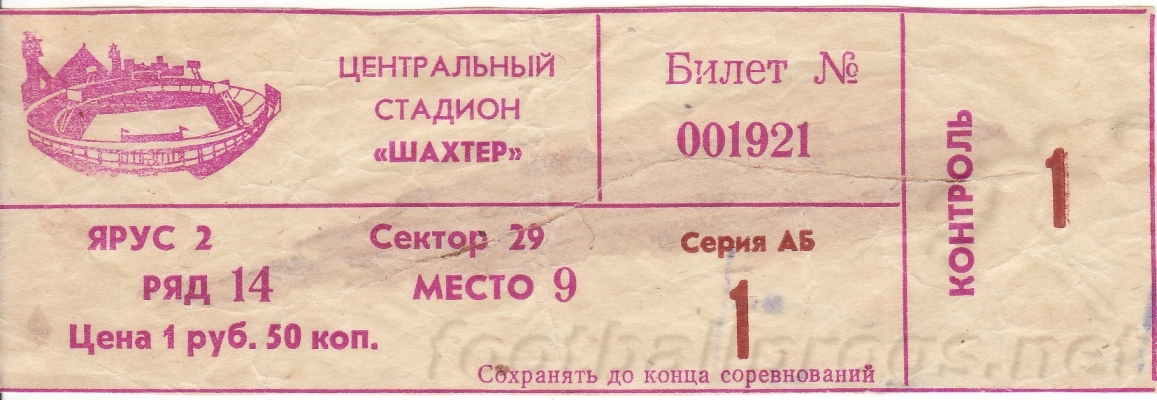 ЦЕНТРАЛЬНЫЙ
СТАДИОН
«ШАХТЕР»
Билет №
001921
ЯРУС 2
Сектор 29
Серия АБ
РЯД 14
МЕСТО 9
1
Цена 1 руб. 50 коп.
Сохранять до конца соревнований
КОНТРОЛЬ
1
footballprogs.net